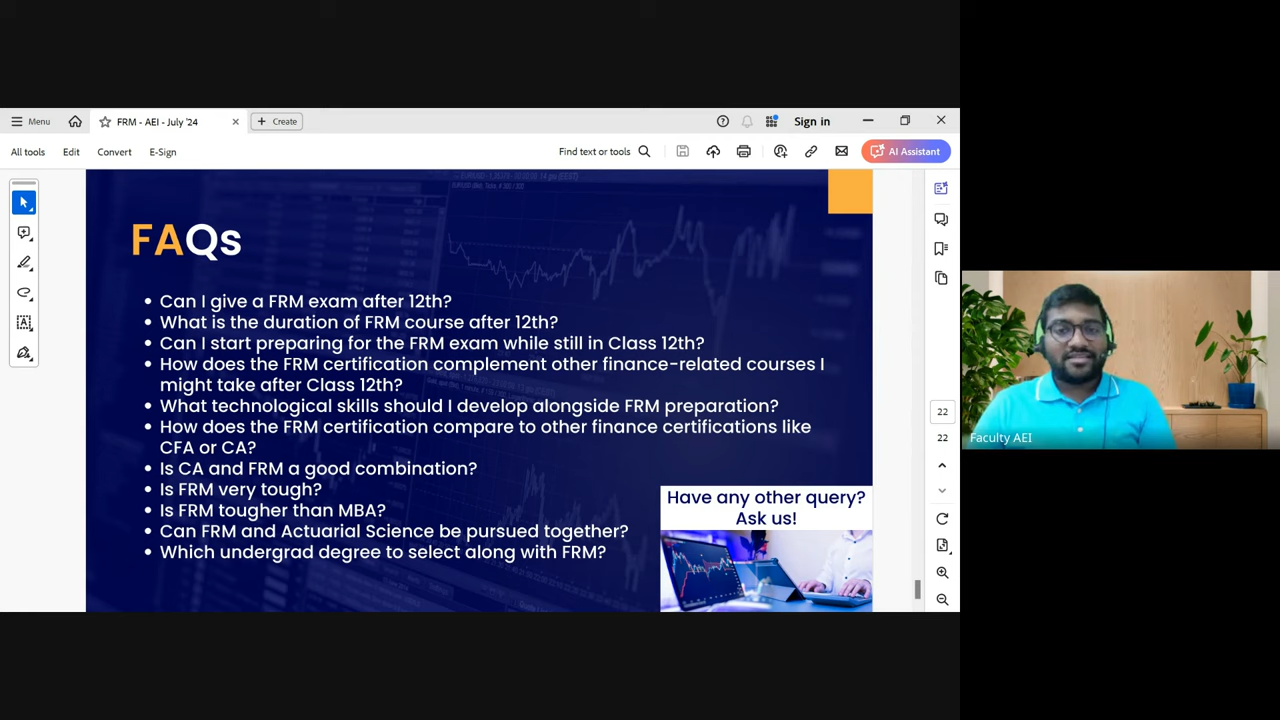 Menu
FRM - AEI - July '24
Create
Sign in
All tools
Edit
Convert
E-Sign
Find text or tools
AI Assistant
FAQs
• Can I give a FRM exam after 12th?
• What is the duration of FRM course after 12th?
• Can I start preparing for the FRM exam while still in Class 12th?
• How does the FRM certification complement other finance-related courses I
might take after Class 12th?
• What technological skills should I develop alongside FRM preparation?
• How does the FRM certification compare to other finance certifications like
CFA or CA?
• Is CA and FRM a good combination?
• Is FRM very tough?
• Is FRM tougher than MBA?
• Can FRM and Actuarial Science be pursued together?
• Which undergrad degree to select along with FRM?
Have any other query?
Ask us!
22
22
Faculty AEI